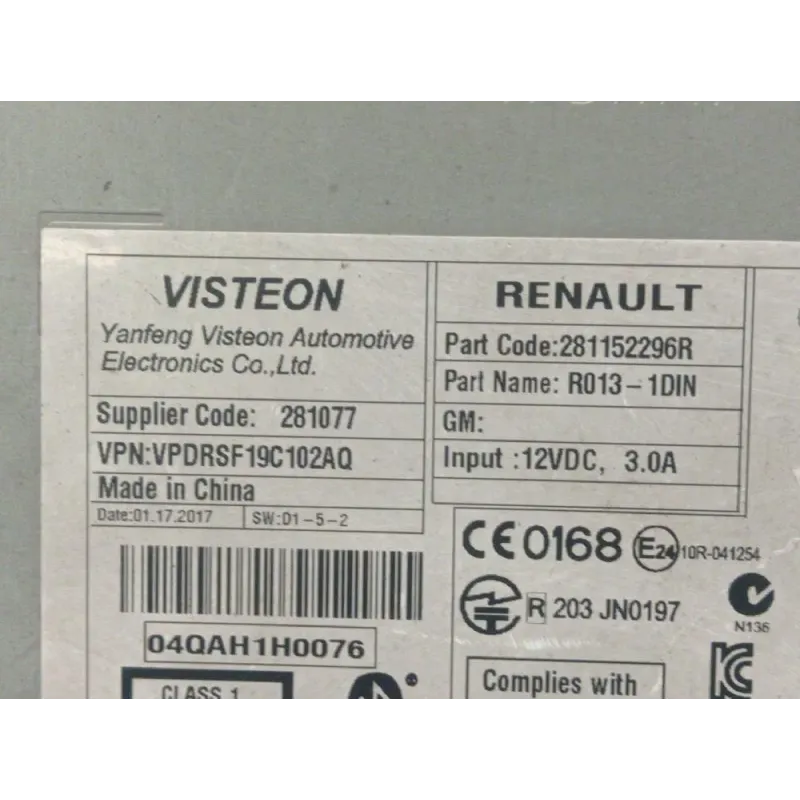 VISTEON
Yanfeng Visteon Automotive
Electronics Co.,Ltd.
Supplier Code: 281077
VPN:VPDRSF19C102AQ
Made in China
Date:01.17.2017 SW:01-5-2
04QAH1H0076
CLASS 1
RENAULT
Part Code:281152296R
Part Name: R013-1DIN
GM:
Input :12VDC, 3.0A
CE0168 E24 10R-041254
R 203 JN0197
N136
Complies with